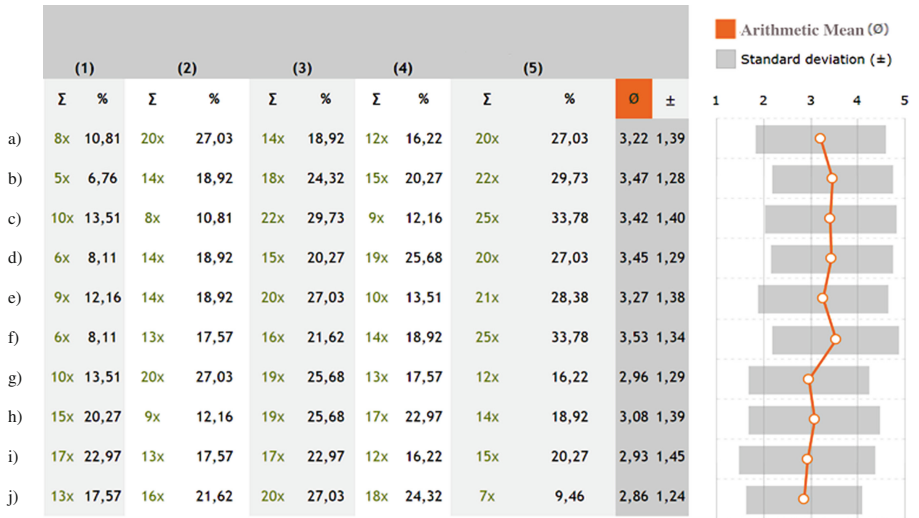 Arithmetic Mean (Ø)
Standard deviation (±)
(1) (2) (3) (4) (5)
Σ % Σ % Σ % Σ % Σ % Ø ± 1 2 3 4 5
a) 8x 10,81 20x 27,03 14x 18,92 12x 16,22 20x 27,03 3,22 1,39
b) 5x 6,76 14x 18,92 18x 24,32 15x 20,27 22x 29,73 3,47 1,28
c) 10x 13,51 8x 10,81 22x 29,73 9x 12,16 25x 33,78 3,42 1,40
d) 6x 8,11 14x 18,92 15x 20,27 19x 25,68 20x 27,03 3,45 1,29
e) 9x 12,16 14x 18,92 20x 27,03 10x 13,51 21x 28,38 3,27 1,38
f) 6x 8,11 13x 17,57 16x 21,62 14x 18,92 25x 33,78 3,53 1,34
g) 10x 13,51 20x 27,03 19x 25,68 13x 17,57 12x 16,22 2,96 1,29
h) 15x 20,27 9x 12,16 19x 25,68 17x 22,97 14x 18,92 3,08 1,39
i) 17x 22,97 13x 17,57 17x 22,97 12x 16,22 15x 20,27 2,93 1,45
j) 13x 17,57 16x 21,62 20x 27,03 18x 24,32 7x 9,46 2,86 1,24